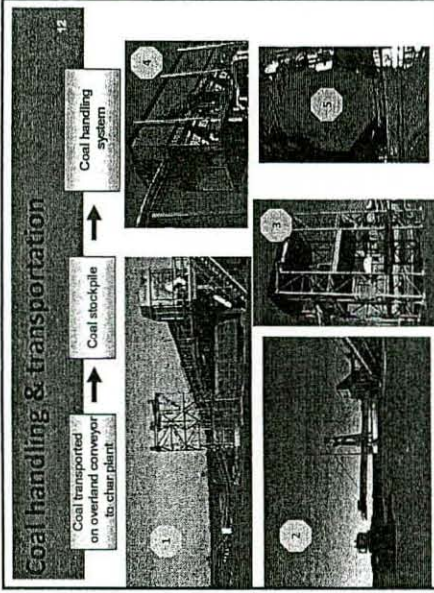 Coal handling & transportation
12
Coal transported
on overland conveyor
to char plant
Coal stockpile
Coal handling
system
1
2
3
4
5